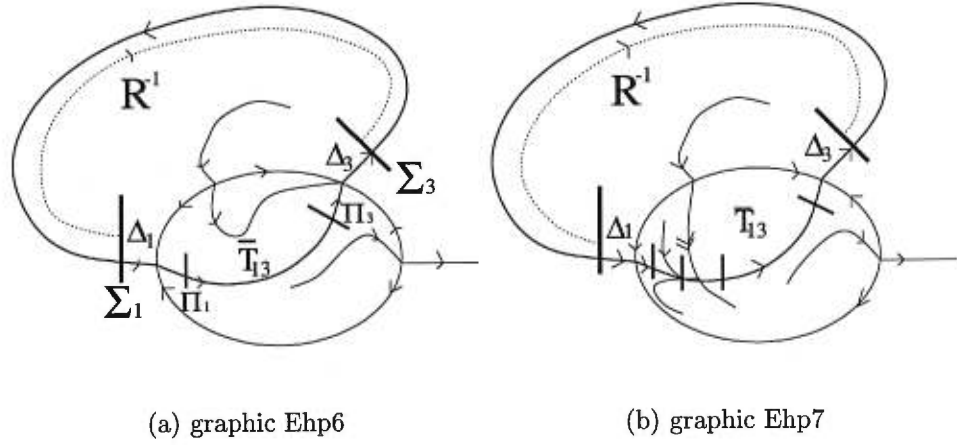 R⁻¹
Δ₃
Σ₃
Π₃
Δ₁
T̅₁₃
Π₁
Σ₁
(a) graphic Ehp6
R⁻¹
Δ₃
Δ₁
T₁₃
(b) graphic Ehp7